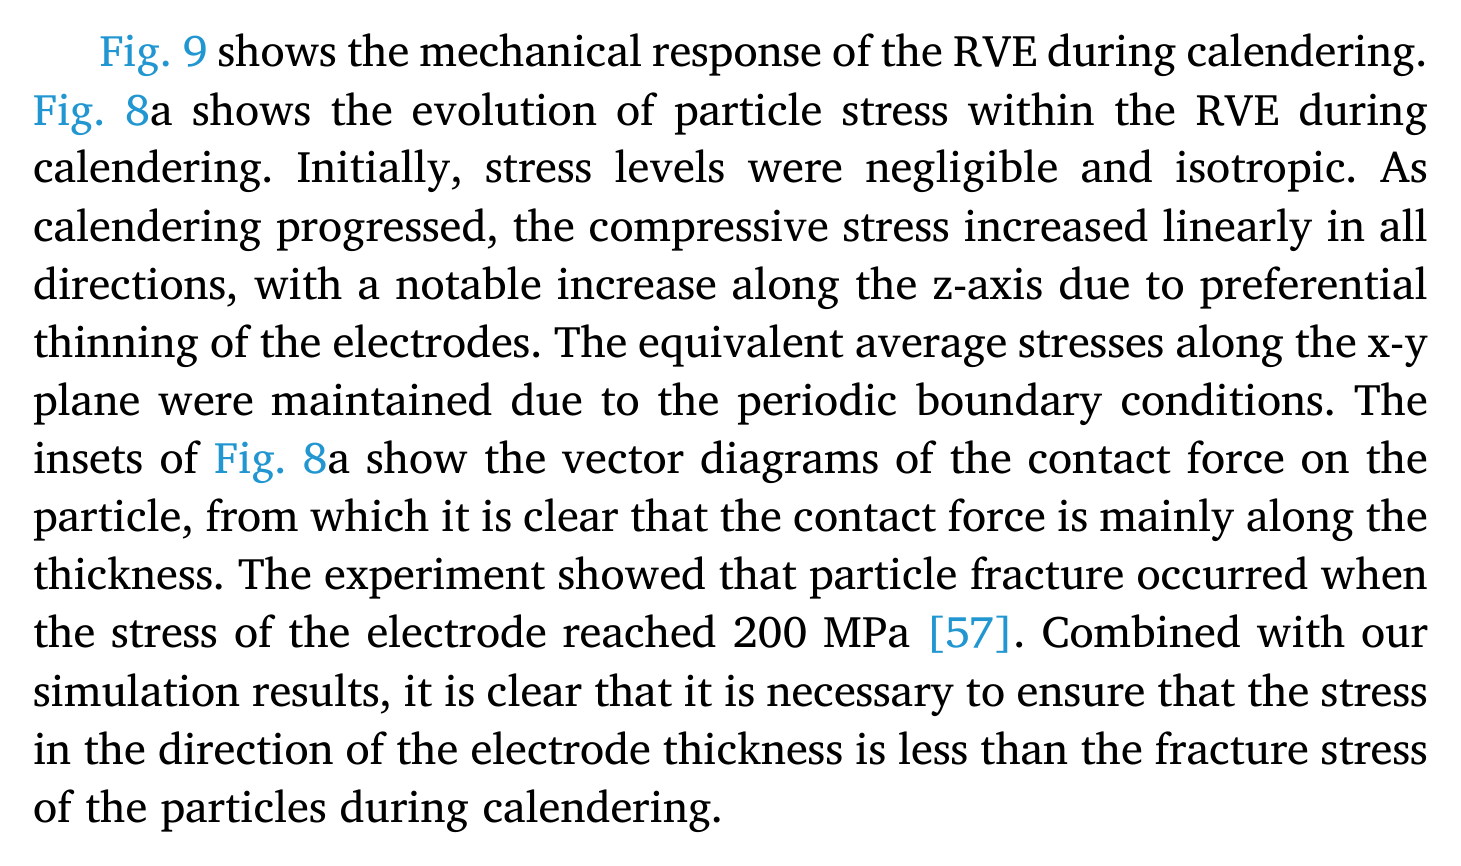 Fig. 9 shows the mechanical response of the RVE during calendering.
Fig. 8a shows the evolution of particle stress within the RVE during
calendering. Initially, stress levels were negligible and isotropic. As
calendering progressed, the compressive stress increased linearly in all
directions, with a notable increase along the z-axis due to preferential
thinning of the electrodes. The equivalent average stresses along the x-y
plane were maintained due to the periodic boundary conditions. The
insets of Fig. 8a show the vector diagrams of the contact force on the
particle, from which it is clear that the contact force is mainly along the
thickness. The experiment showed that particle fracture occurred when
the stress of the electrode reached 200 MPa [57]. Combined with our
simulation results, it is clear that it is necessary to ensure that the stress
in the direction of the electrode thickness is less than the fracture stress
of the particles during calendering.